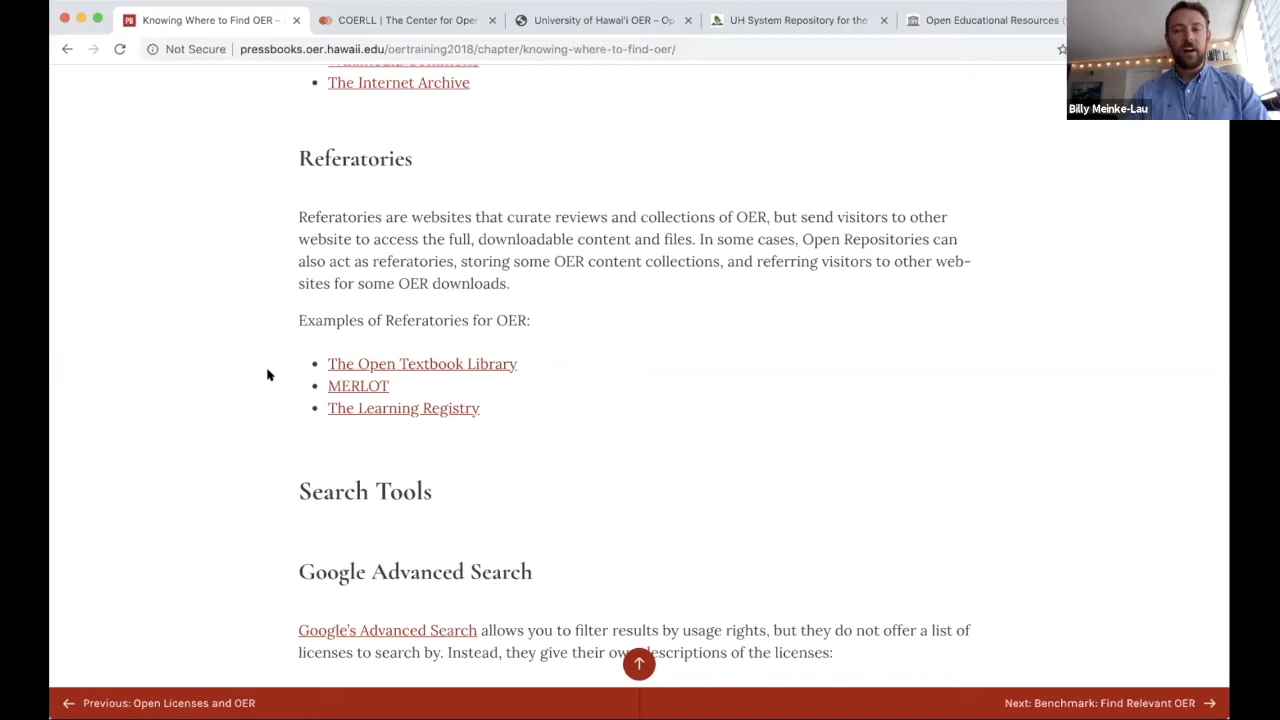 Knowing Where to Find OER –
COERLL | The Center for Open
University of Hawai'i OER – Op
UH System Repository for the
Open Educational Resources (
Not Secure
pressbooks.oer.hawaii.edu/oertraining2018/chapter/knowing-where-to-find-oer/
Billy Meinke-Lau
The Internet Archive
Referatories
Referatories are websites that curate reviews and collections of OER, but send visitors to other
website to access the full, downloadable content and files. In some cases, Open Repositories can
also act as referatories, storing some OER content collections, and referring visitors to other web-
sites for some OER downloads.
Examples of Referatories for OER:
The Open Textbook Library
MERLOT
The Learning Registry
Search Tools
Google Advanced Search
Google's Advanced Search allows you to filter results by usage rights, but they do not offer a list of
licenses to search by. Instead, they give their own descriptions of the licenses:
Previous: Open Licenses and OER
Next: Benchmark: Find Relevant OER